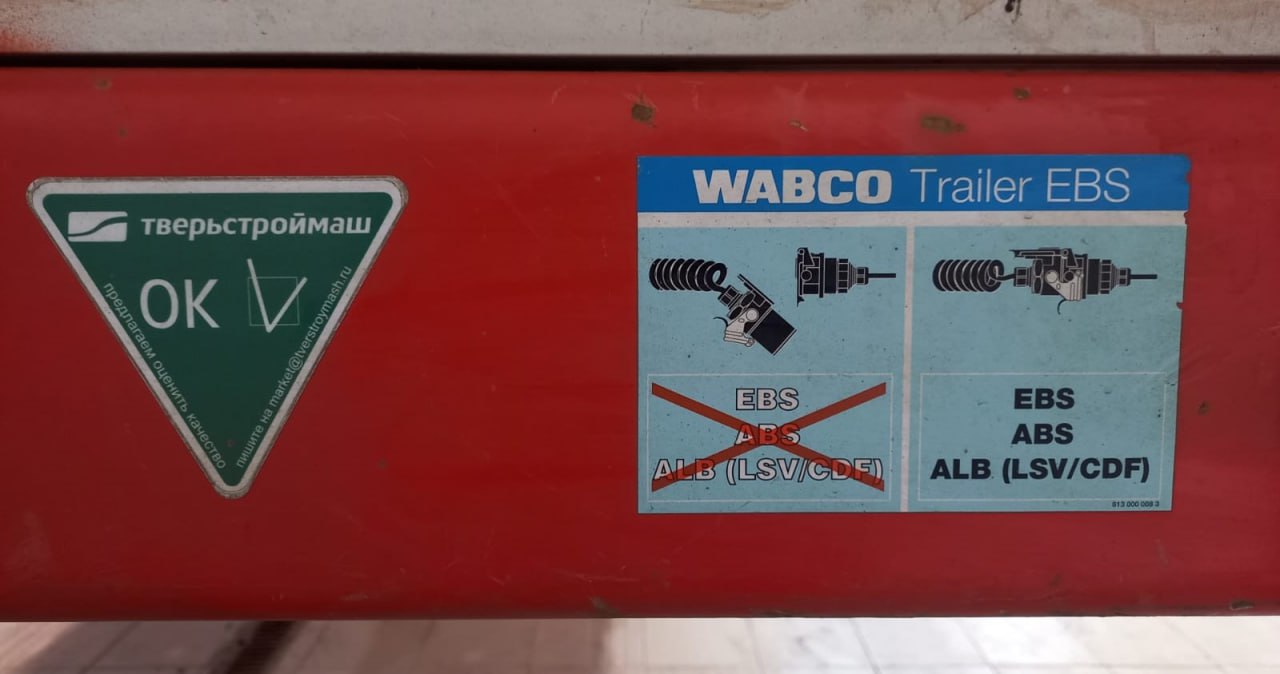 тверьстроймаш
OK
предлагаем оценить качество
пишите на market@tverstroymash.ru
WABCO Trailer EBS
EBS
ABS
ALB (LSV/CDF)
EBS
ABS
ALB (LSV/CDF)
813 000 008 3